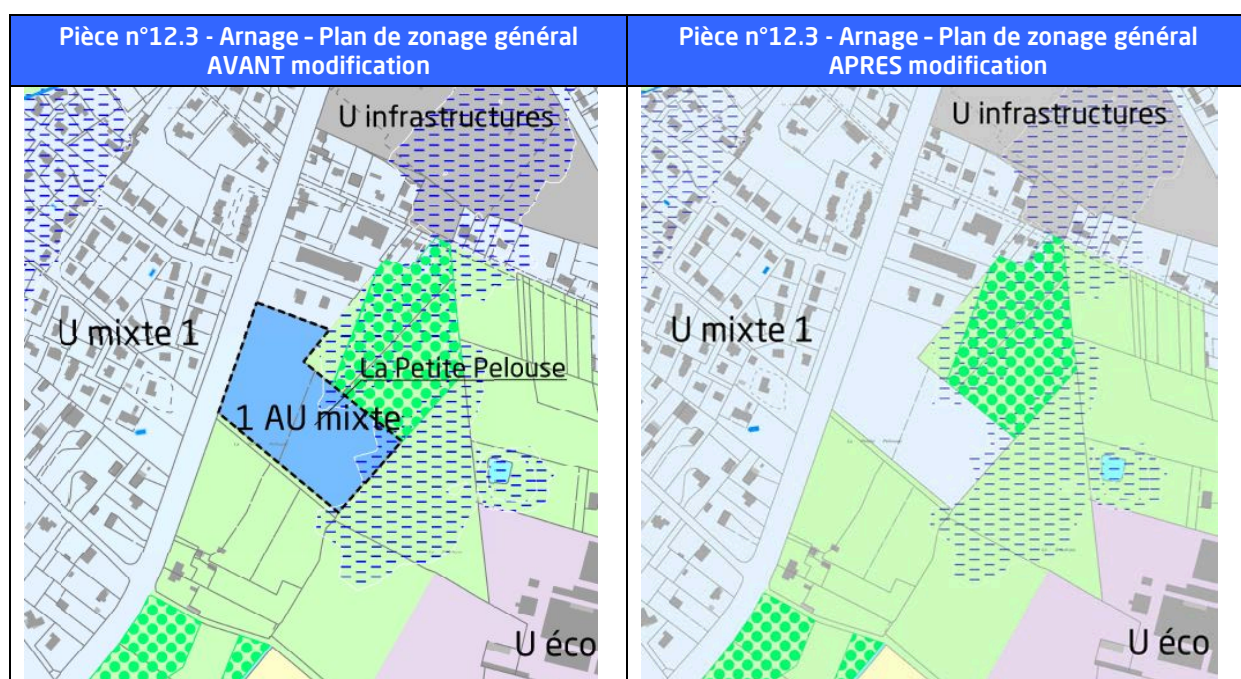 Pièce n°12.3 - Arnage – Plan de zonage général
AVANT modification
Pièce n°12.3 - Arnage – Plan de zonage général
APRES modification
U infrastructures
U mixte 1
La Petite Pelouse
1 AU mixte
U éco
U infrastructures
U mixte 1
U éco